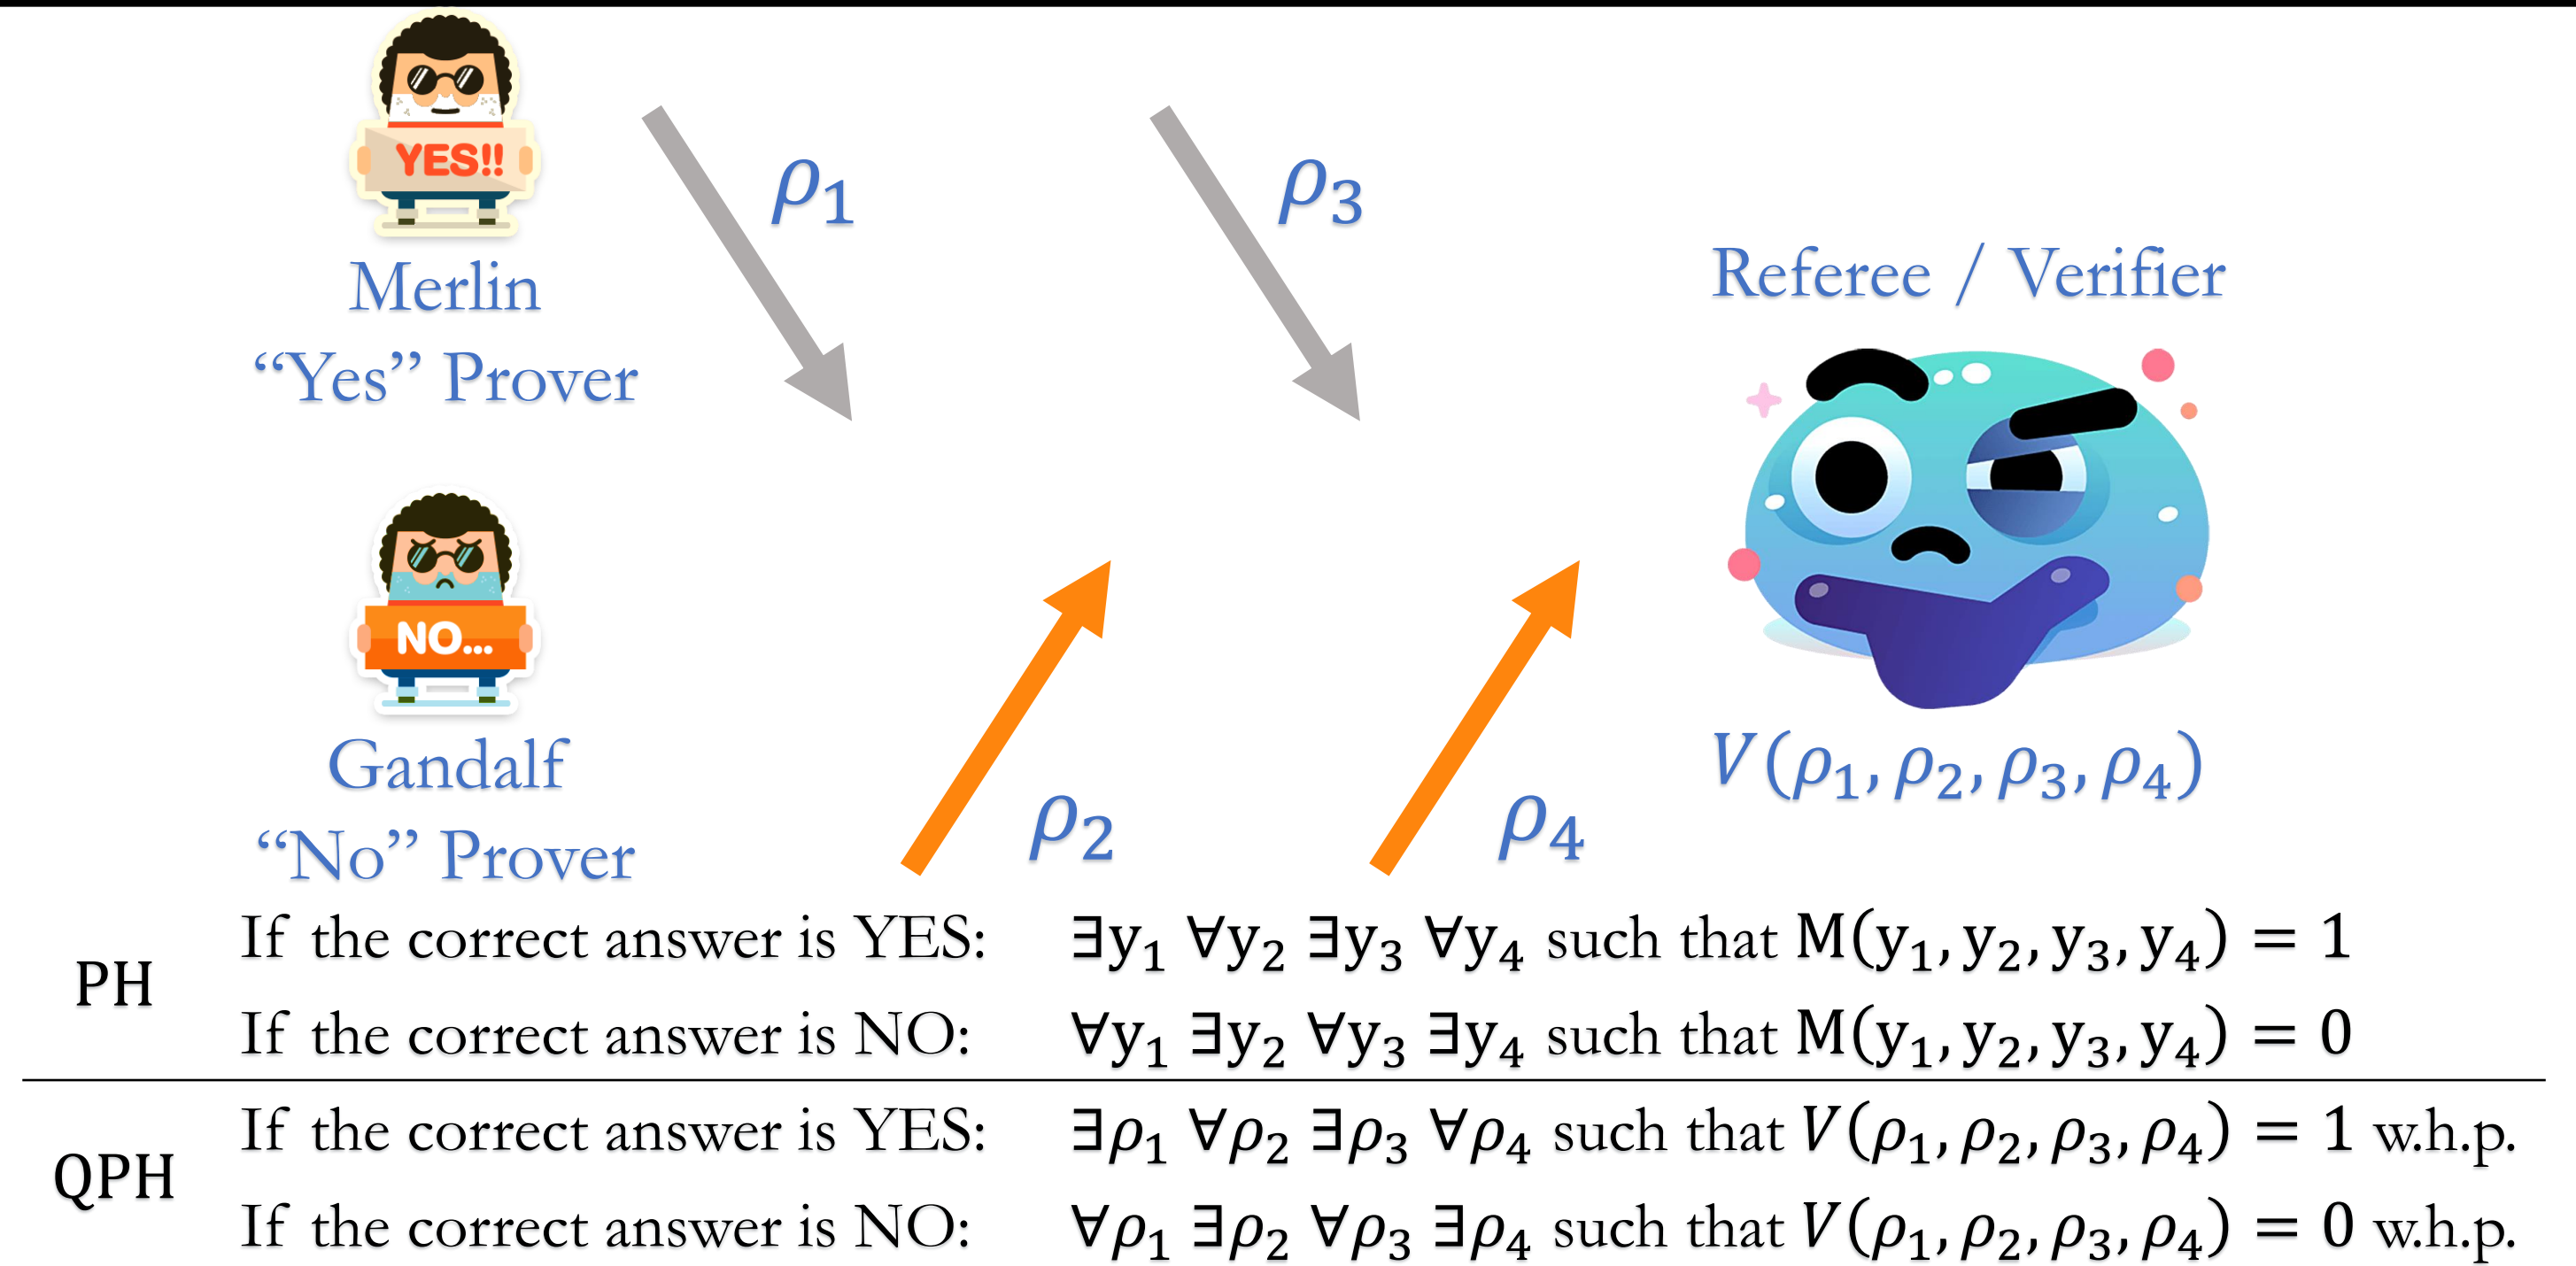 YES!!
Merlin
“Yes” Prover
ρ₁
ρ₃
Referee / Verifier
NO...
Gandalf
“No” Prover
ρ₂
ρ₄
V(ρ₁, ρ₂, ρ₃, ρ₄)
PH
If the correct answer is YES: ∃y₁ ∀y₂ ∃y₃ ∀y₄ such that M(y₁, y₂, y₃, y₄) = 1
If the correct answer is NO: ∀y₁ ∃y₂ ∀y₃ ∃y₄ such that M(y₁, y₂, y₃, y₄) = 0
QPH
If the correct answer is YES: ∃ρ₁ ∀ρ₂ ∃ρ₃ ∀ρ₄ such that V(ρ₁, ρ₂, ρ₃, ρ₄) = 1 w.h.p.
If the correct answer is NO: ∀ρ₁ ∃ρ₂ ∀ρ₃ ∃ρ₄ such that V(ρ₁, ρ₂, ρ₃, ρ₄) = 0 w.h.p.